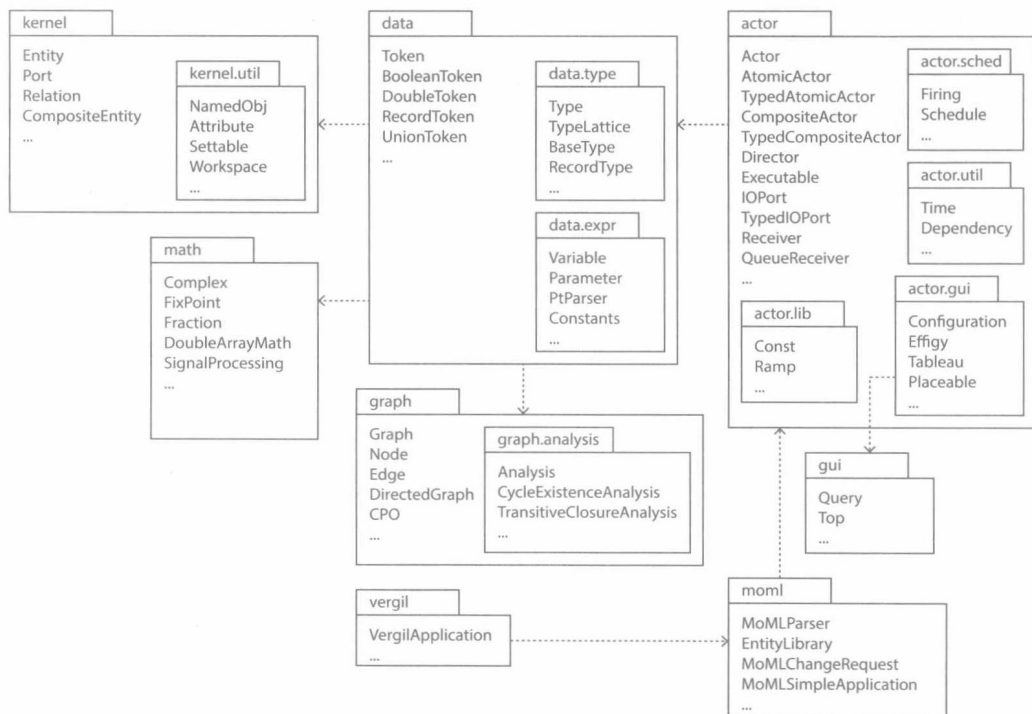 kernel
Entity
Port
Relation
CompositeEntity
...
kernel.util
NamedObj
Attribute
Settable
Workspace
...
data
Token
BooleanToken
DoubleToken
RecordToken
UnionToken
...
data.type
Type
TypeLattice
BaseType
RecordType
...
data.expr
Variable
Parameter
PtParser
Constants
...
actor
Actor
AtomicActor
TypedAtomicActor
CompositeActor
TypedCompositeActor
Director
Executable
IOPort
TypedIOPort
Receiver
QueueReceiver
...
actor.sched
Firing
Schedule
...
actor.util
Time
Dependency
...
actor.lib
Const
Ramp
...
actor.gui
Configuration
Effigy
Tableau
Placeable
...
math
Complex
FixPoint
Fraction
DoubleArrayMath
SignalProcessing
...
graph
Graph
Node
Edge
DirectedGraph
CPO
...
graph.analysis
Analysis
CycleExistenceAnalysis
TransitiveClosureAnalysis
...
gui
Query
Top
...
vergil
VergilApplication
...
moml
MoMLParser
EntityLibrary
MoMLChangeRequest
MoMLSimpleApplication
...